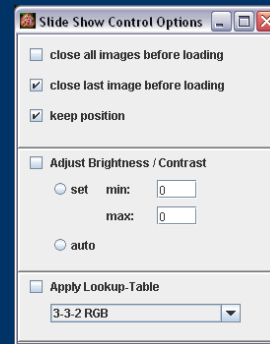 Slide Show Control Options
close all images before loading
close last image before loading
keep position
Adjust Brightness / Contrast
set min: 0
max: 0
auto
Apply Lookup-Table
3-3-2 RGB